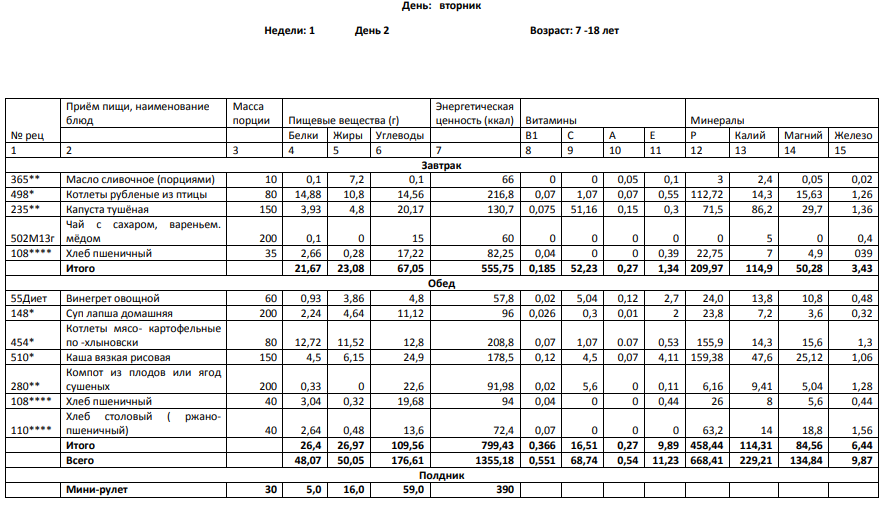 День: вторник
Недели: 1 День 2 Возраст: 7 -18 лет
№ рец Приём пищи, наименование блюд Масса порции Пищевые вещества (г) Энергетическая ценность (ккал) Витамины Минералы
Белки Жиры Углеводы В1 С А Е Р Калий Магний Железо
1 2 3 4 5 6 7 8 9 10 11 12 13 14 15
Завтрак
365** Масло сливочное (порциями) 10 0,1 7,2 0,1 66 0 0 0,05 0,1 3 2,4 0,05 0,02
498* Котлеты рубленые из птицы 80 14,88 10,8 14,56 216,8 0,07 1,07 0,07 0,55 112,72 14,3 15,63 1,26
235** Капуста тушёная 150 3,93 4,8 20,17 130,7 0,075 51,16 0,15 0,3 71,5 86,2 29,7 1,36
Чай с сахаром, вареньем.
502М13г мёдом 200 0,1 0 15 60 0 0 0 0 0 5 0 0,4
108**** Хлеб пшеничный 35 2,66 0,28 17,22 82,25 0,04 0 0 0,39 22,75 7 4,9 039
Итого 21,67 23,08 67,05 555,75 0,185 52,23 0,27 1,34 209,97 114,9 50,28 3,43
Обед
55Диет Винегрет овощной 60 0,93 3,86 4,8 57,8 0,02 5,04 0,12 2,7 24,0 13,8 10,8 0,48
148* Суп лапша домашняя 200 2,24 4,64 11,12 96 0,026 0,3 0,01 2 23,8 7,2 3,6 0,32
Котлеты мясо- картофельные
454* по -хлыновски 80 12,72 11,52 12,8 208,8 0,07 1,07 0.07 0,53 155,9 14,3 15,6 1,3
510* Каша вязкая рисовая 150 4,5 6,15 24,9 178,5 0,12 4,5 0,07 4,11 159,38 47,6 25,12 1,06
Компот из плодов или ягод
280** сушеных 200 0,33 0 22,6 91,98 0,02 5,6 0 0,11 6,16 9,41 5,04 1,28
108**** Хлеб пшеничный 40 3,04 0,32 19,68 94 0,04 0 0 0,44 26 8 5,6 0,44
Хлеб столовый ( ржано-
110**** пшеничный) 40 2,64 0,48 13,6 72,4 0,07 0 0 63,2 14 18,8 1,56
Итого 26,4 26,97 109,56 799,43 0,366 16,51 0,27 9,89 458,44 114,31 84,56 6,44
Всего 48,07 50,05 176,61 1355,18 0,551 68,74 0,54 11,23 668,41 229,21 134,84 9,87
Полдник
Мини-рулет 30 5,0 16,0 59,0 390